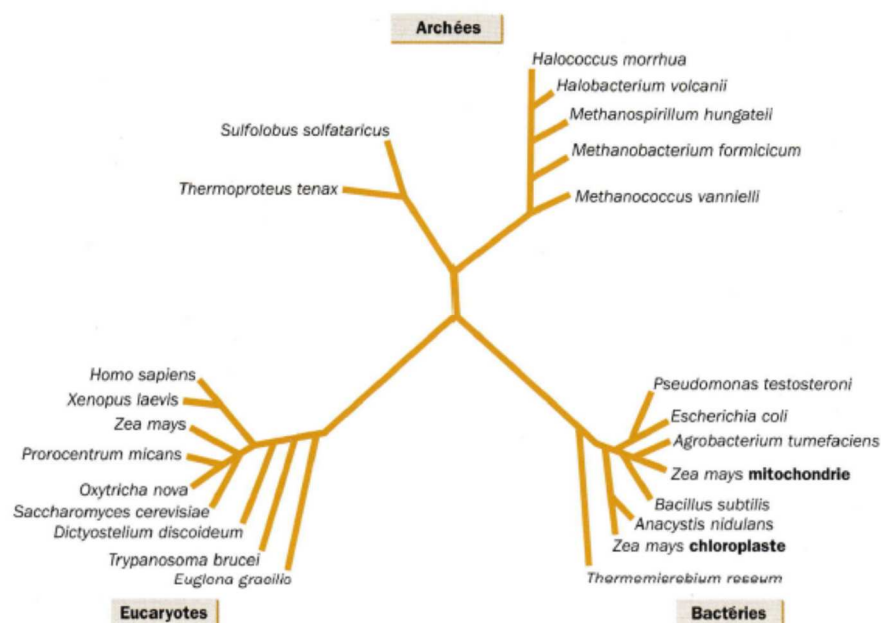 Archées
Halococcus morrhua
Halobacterium volcanii
Methanospirillum hungateii
Methanobacterium formicicum
Methanococcus vannielli
Sulfolobus solfataricus
Thermoproteus tenax
Homo sapiens
Xenopus laevis
Zea mays
Prorocentrum micans
Oxytricha nova
Saccharomyces cerevisiae
Dictyostelium discoideum
Trypanosoma brucei
Euglena gracilis
Eucaryotes
Pseudomonas testosteroni
Escherichia coli
Agrobacterium tumefaciens
Zea mays mitochondrie
Bacillus subtilis
Anacystis nidulans
Zea mays chloroplaste
Thermomicrobium roseum
Bactéries